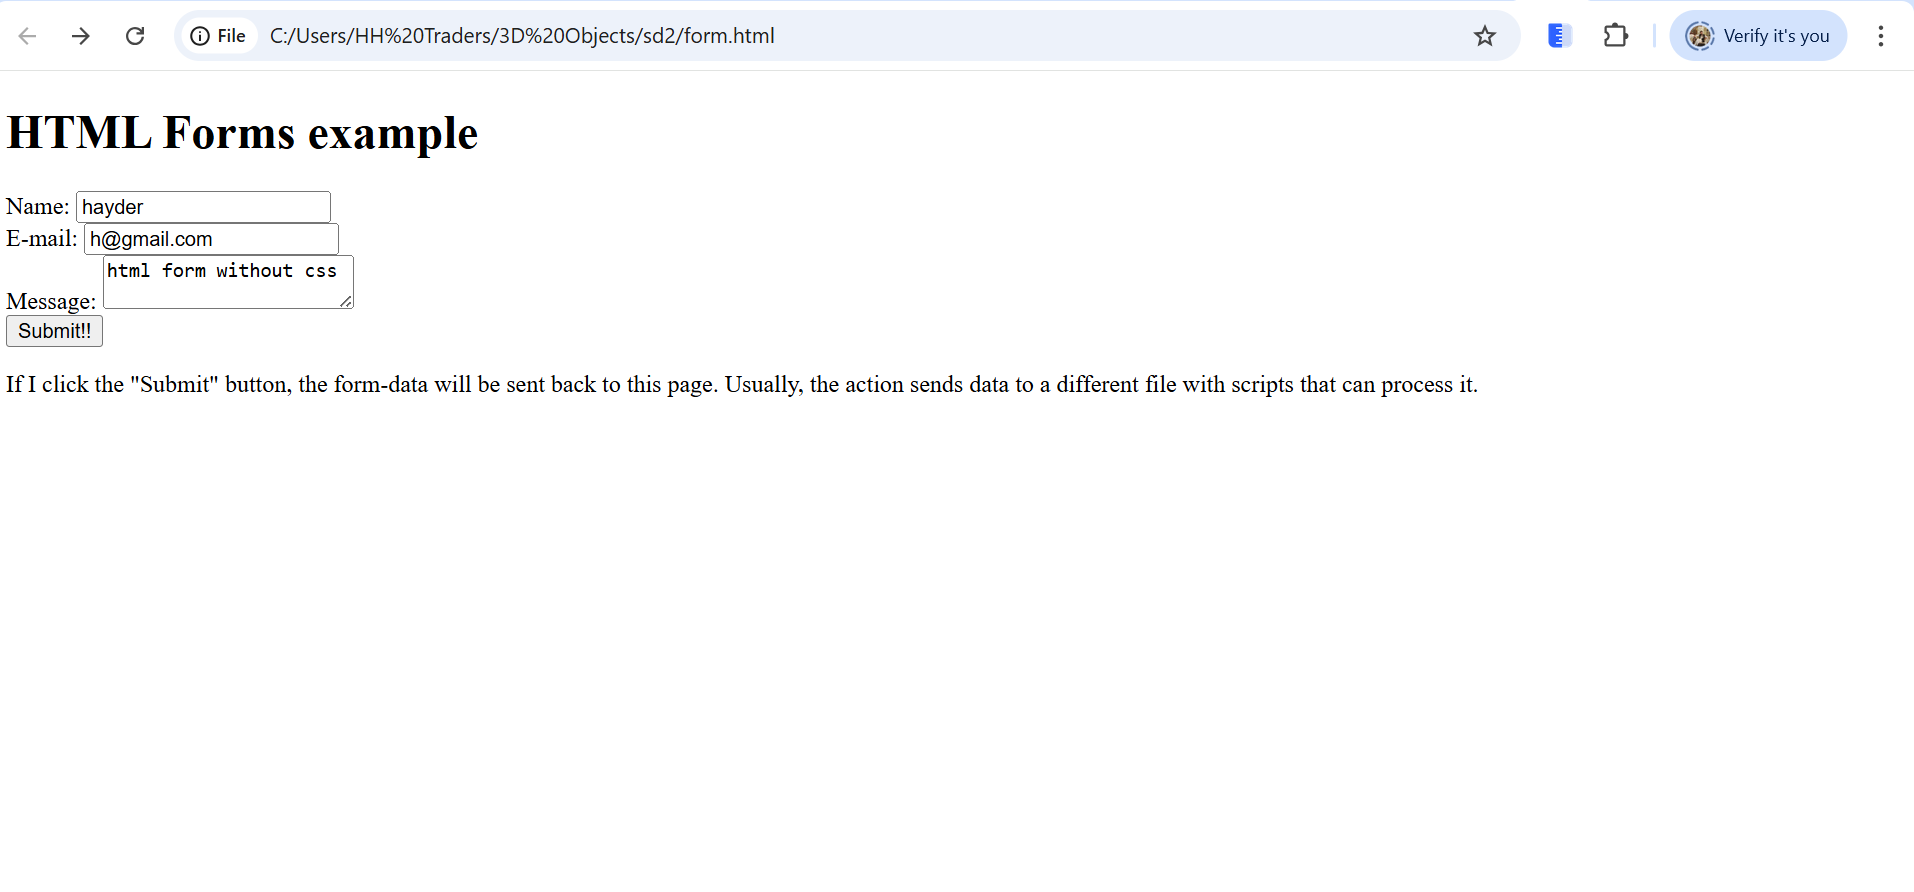 File C:/Users/HH%20Traders/3D%20Objects/sd2/form.html Verify it's you
HTML Forms example
Name: hayder
E-mail: h@gmail.com
Message: html form without css
Submit!!
If I click the "Submit" button, the form-data will be sent back to this page. Usually, the action sends data to a different file with scripts that can process it.